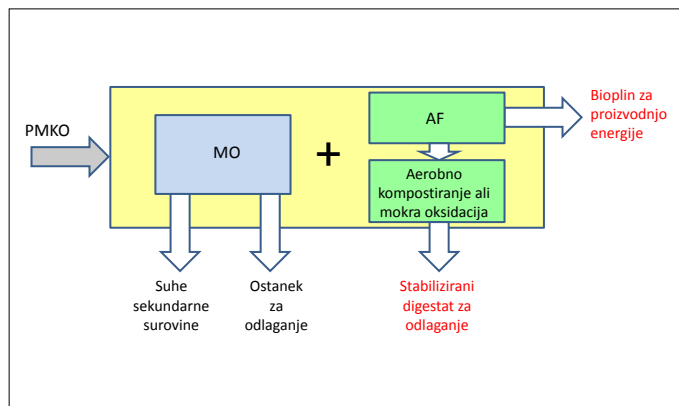 PMKO
MO
+
AF
Aerobno
kompostiranje ali
mokra oksidacija
Bioplin za
proizvodnjo
energije
Suhe
sekundarne
surovine
Ostanek
za
odlaganje
Stabilizirani
digestat za
odlaganje